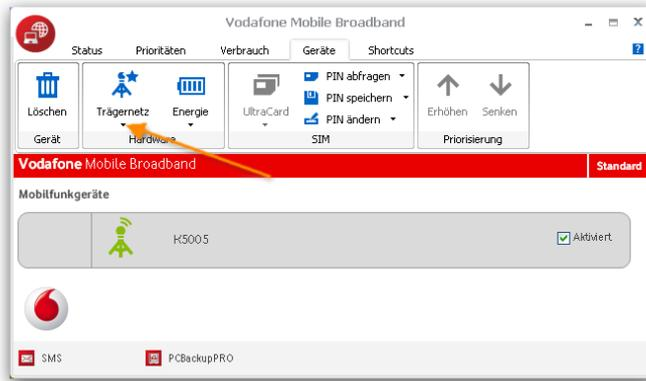 Vodafone Mobile Broadband
Status Prioritäten Verbrauch Geräte Shortcuts
?
Löschen Trägernetz Energie UltraCard PIN abfragen Erhöhen Senken
PIN speichern
PIN ändern
Gerät Hardware SIM Priorisierung
Vodafone Mobile Broadband Standard
Mobilfunkgeräte
K5005 Aktiviert
SMS PCBackupPRO